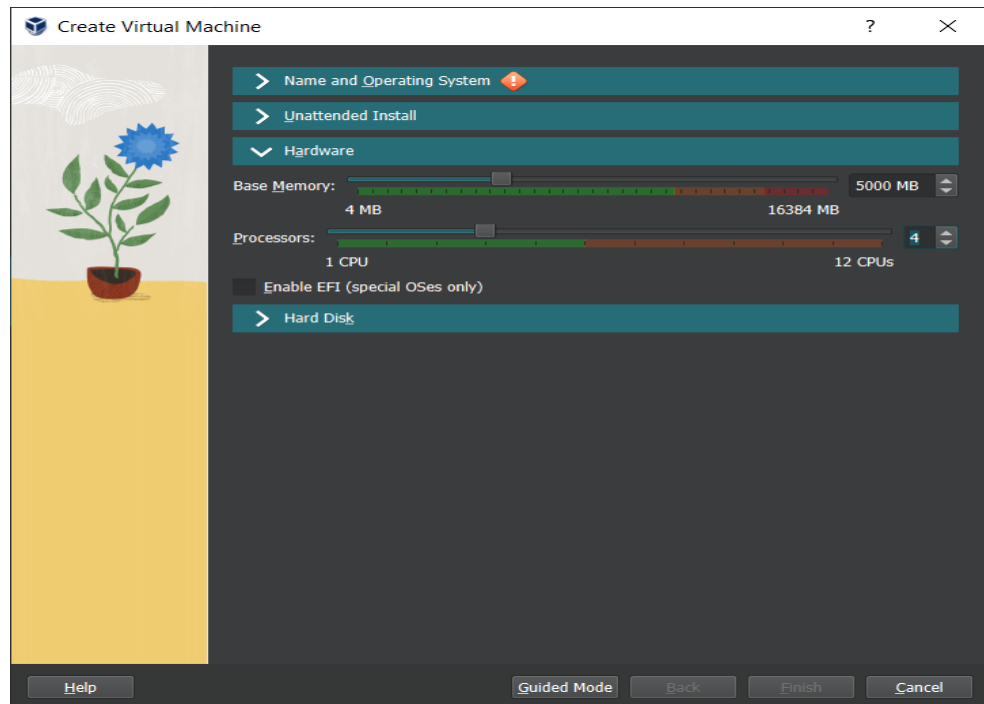 Create Virtual Machine ?
Name and Operating System
Unattended Install
Hardware
Base Memory: 5000 MB
4 MB 16384 MB
Processors: 4
1 CPU 12 CPUs
Enable EFI (special OSes only)
Hard Disk
Help Guided Mode Back Finish Cancel